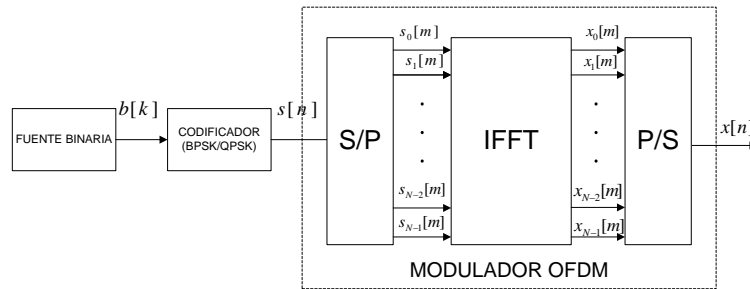 FUENTE BINARIA
b[k]
CODIFICADOR
(BPSK/QPSK)
s[n]
S/P
s_0[m]
s_1[m]
s_{N-2}[m]
s_{N-1}[m]
IFFT
x_0[m]
x_1[m]
x_{N-2}[m]
x_{N-1}[m]
P/S
x[n]
MODULADOR OFDM